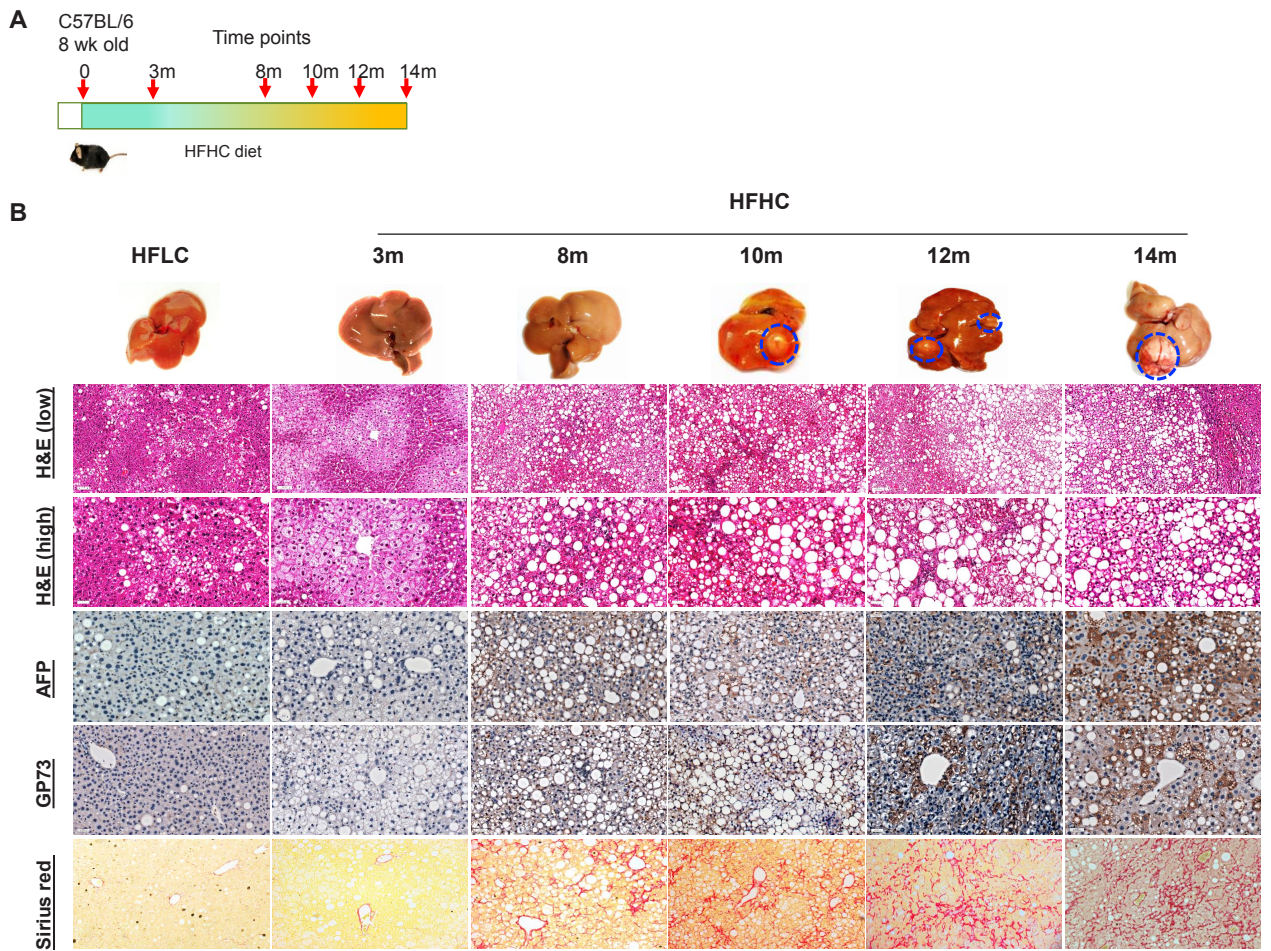 A
C57BL/6
8 wk old
Time points
0 3m 8m 10m 12m 14m
HFHC diet
B
HFHC
HFLC 3m 8m 10m 12m 14m
H&E (low)
H&E (high)
AFP
GP73
Sirius red